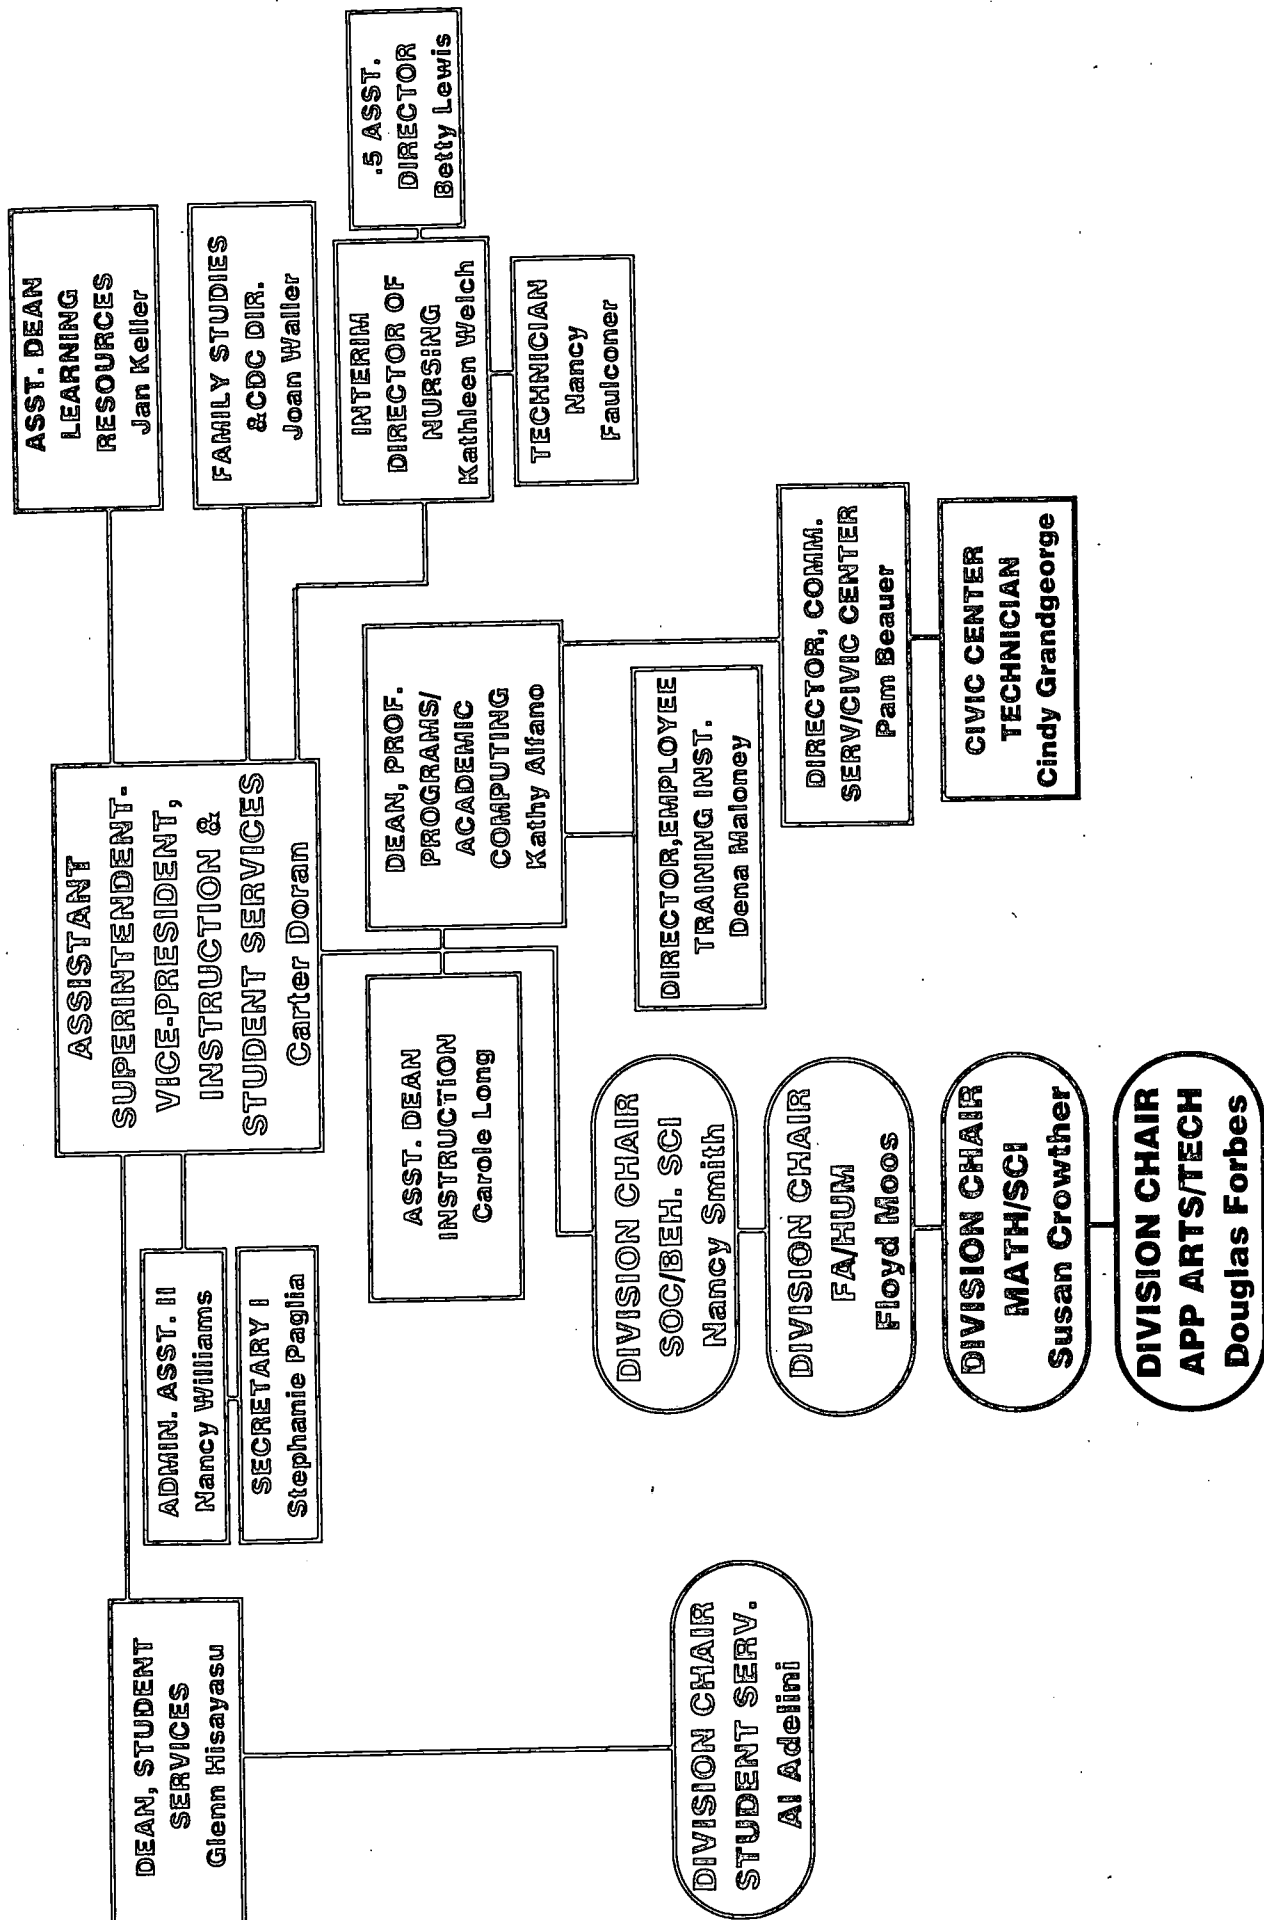 ASSISTANT
SUPERINTENDENT-
VICE-PRESIDENT,
INSTRUCTION &
STUDENT SERVICES
Carter Doran
DEAN, STUDENT
SERVICES
Glenn Hisayasu
ADMIN. ASST. II
Nancy Williams
SECRETARY I
Stephanie Paglia
ASST. DEAN
LEARNING
RESOURCES
Jan Keller
FAMILY STUDIES
&CDC DIR.
Joan Waller
INTERIM
DIRECTOR OF
NURSING
Kathleen Welch
.5 ASST.
DIRECTOR
Betty Lewis
TECHNICIAN
Nancy
Faulconer
ASST. DEAN
INSTRUCTION
Carole Long
DEAN, PROF.
PROGRAMS/
ACADEMIC
COMPUTING
Kathy Alfano
DIRECTOR,EMPLOYEE
TRAINING INST.
Dena Maloney
DIRECTOR, COMM.
SERV/CIVIC CENTER
Pam Beauer
CIVIC CENTER
TECHNICIAN
Cindy Grandgeorge
DIVISION CHAIR
STUDENT SERV.
Al Adelini
DIVISION CHAIR
SOC/BEH. SCI
Nancy Smith
DIVISION CHAIR
FA/HUM
Floyd Moos
DIVISION CHAIR
MATH/SCI
Susan Crowther
DIVISION CHAIR
APP ARTS/TECH
Douglas Forbes